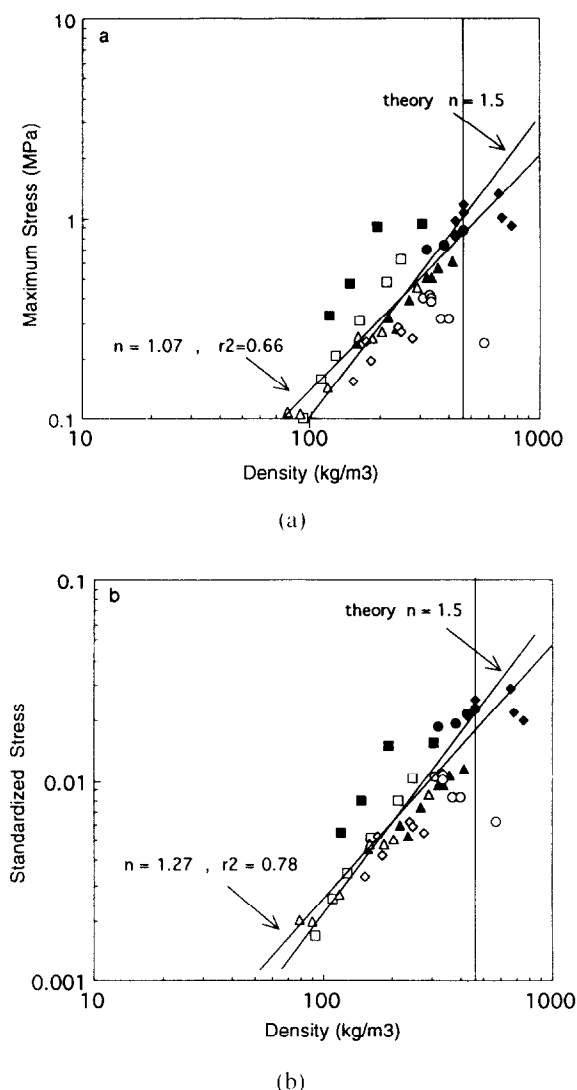 a
10
1
0.1
Maximum Stress (MPa)
theory n = 1.5
n = 1.07 , r2=0.66
10
100
1000
Density (kg/m3)
(a)
b
0.1
0.01
0.001
Standardized Stress
theory n = 1.5
n = 1.27 , r2 = 0.78
10
100
1000
Density (kg/m3)
(b)